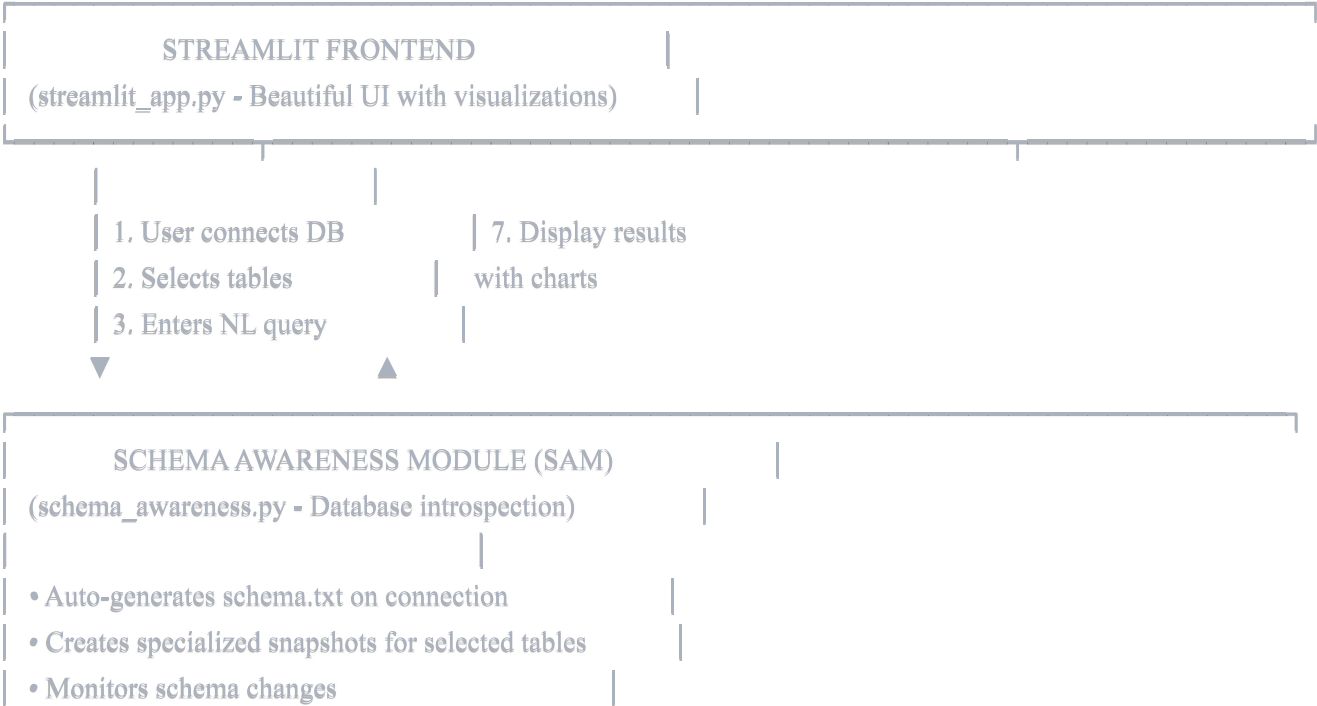 STREAMLIT FRONTEND
(streamlit_app.py - Beautiful UI with visualizations)
1. User connects DB 7. Display results
2. Selects tables with charts
3. Enters NL query
▼ ▲
SCHEMA AWARENESS MODULE (SAM)
(schema_awareness.py - Database introspection)
• Auto-generates schema.txt on connection
• Creates specialized snapshots for selected tables
• Monitors schema changes